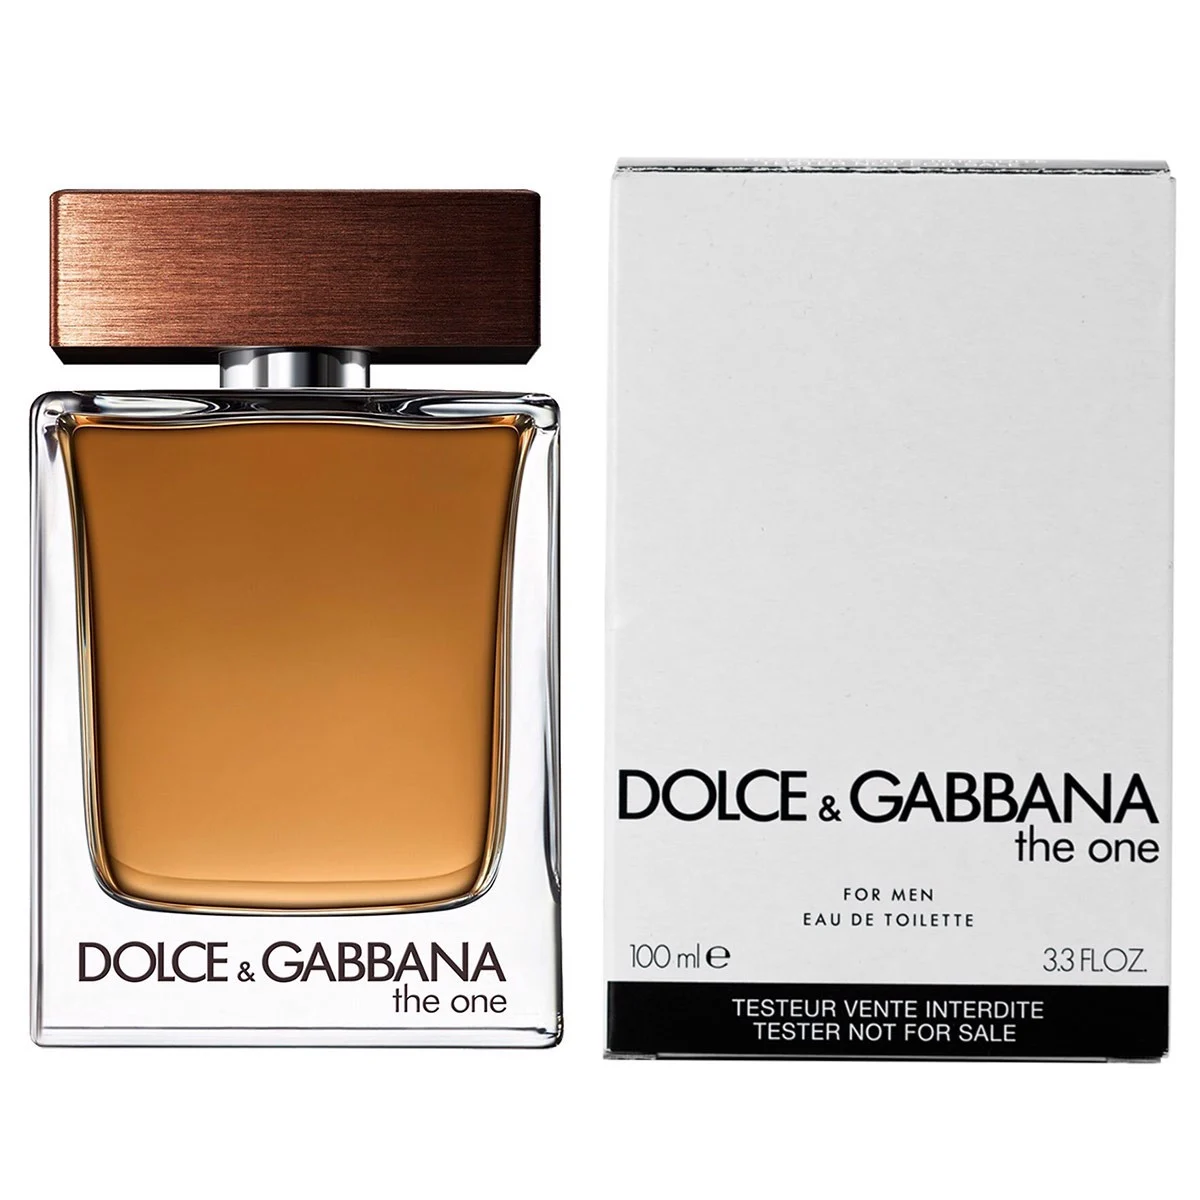 DOLCE & GABBANA
the one
DOLCE & GABBANA
the one
FOR MEN
EAU DE TOILETTE
100 ml e
3.3 FL.OZ.
TESTEUR VENTE INTERDITE
TESTER NOT FOR SALE